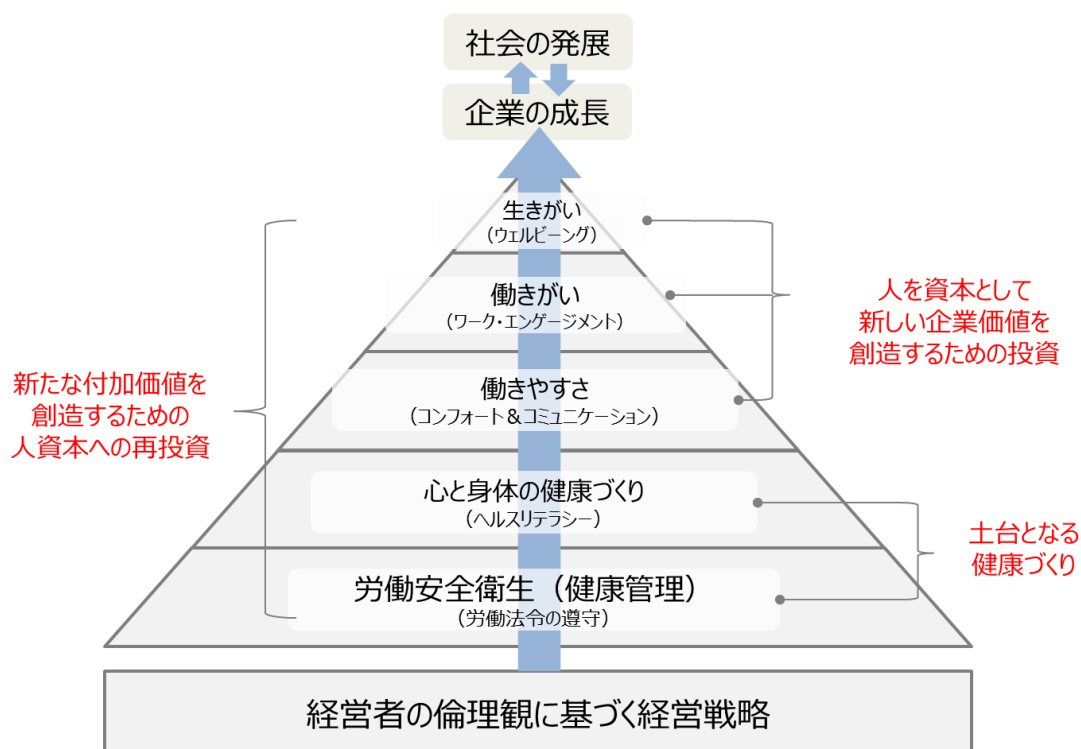 社会の発展
企業の成長
生きがい
（ウェルビーング）
働きがい
（ワーク・エンゲージメント）
働きやすさ
（コンフォート＆コミュニケーション）
心と身体の健康づくり
（ヘルスリテラシー）
労働安全衛生（健康管理）
（労働法令の遵守）
経営者の倫理観に基づく経営戦略
新たな付加価値を
創造するための
人資本への再投資
人を資本として
新しい企業価値を
創造するための投資
土台となる
健康づくり